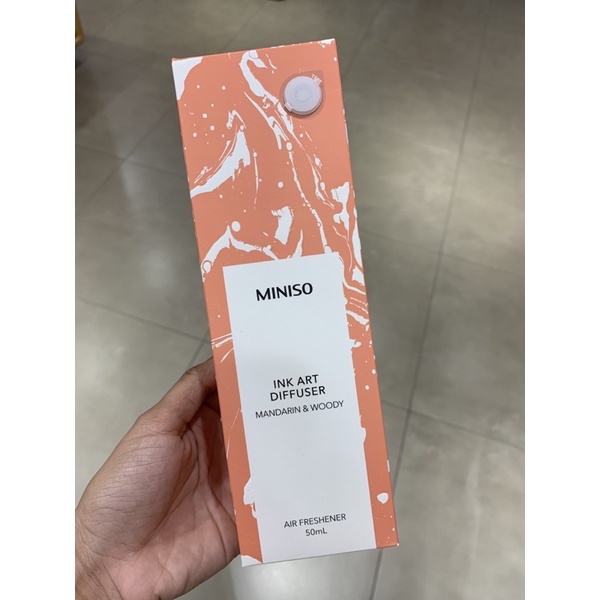 MINISO
INK ART
DIFFUSER
MANDARIN & WOODY
AIR FRESHENER
50mL